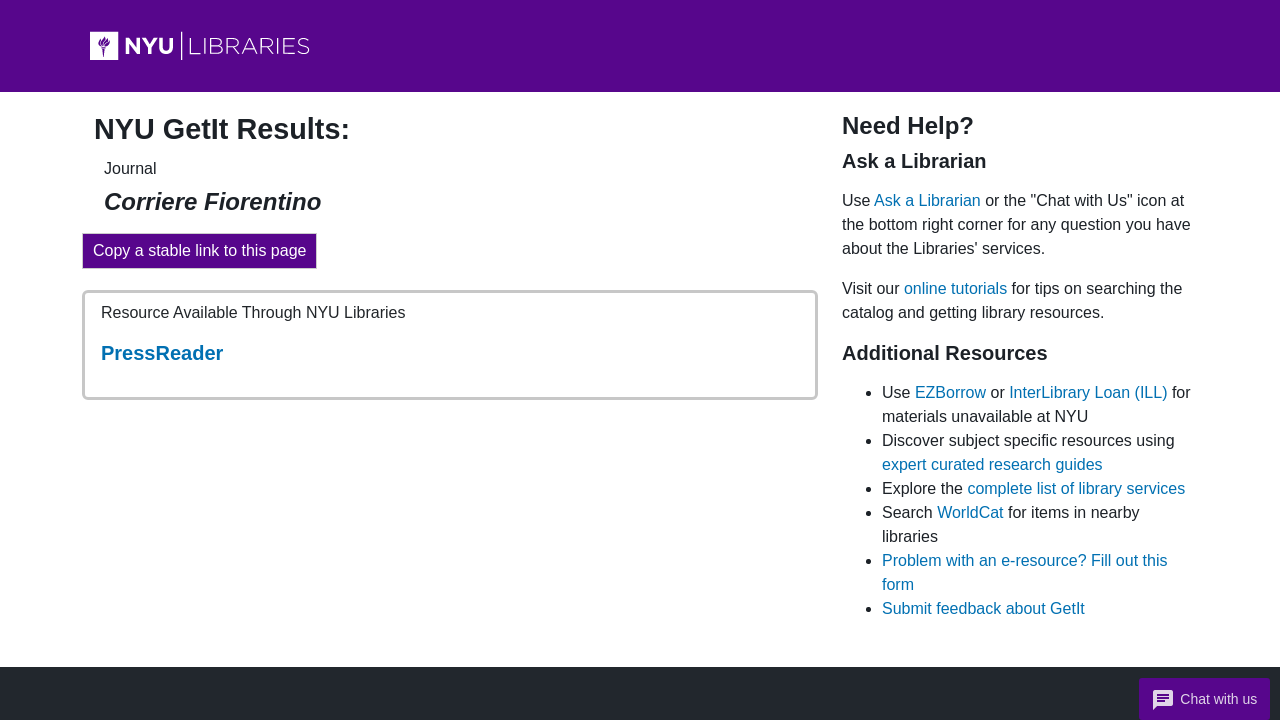 NYU LIBRARIES
NYU GetIt Results:
Journal
Corriere Fiorentino
Copy a stable link to this page
Resource Available Through NYU Libraries
PressReader
Need Help?
Ask a Librarian
Use Ask a Librarian or the "Chat with Us" icon at
the bottom right corner for any question you have
about the Libraries' services.
Visit our online tutorials for tips on searching the
catalog and getting library resources.
Additional Resources
Use EZBorrow or InterLibrary Loan (ILL) for
materials unavailable at NYU
Discover subject specific resources using
expert curated research guides
Explore the complete list of library services
Search WorldCat for items in nearby
libraries
Problem with an e-resource? Fill out this
form
Submit feedback about GetIt
Chat with us